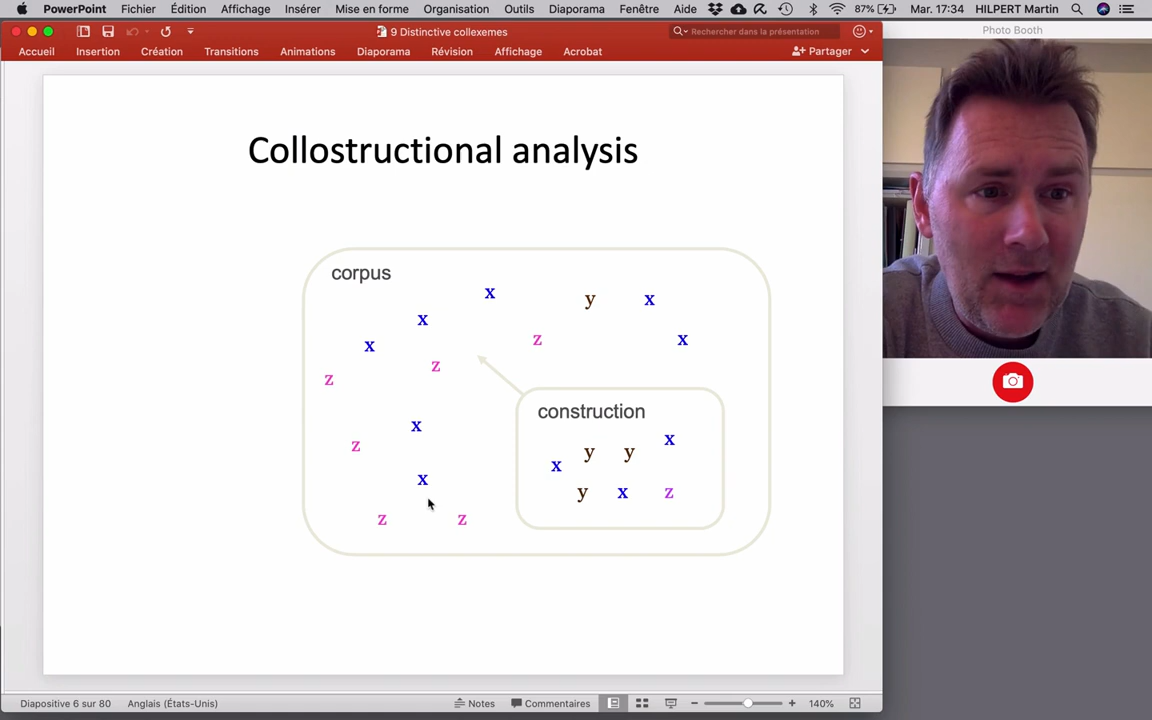 PowerPoint Fichier Édition Affichage Insérer Mise en forme Organisation Outils Diaporama Fenêtre Aide 87% Mar. 17:34 HILPERT Martin
9 Distinctive collexemes
Rechercher dans la présentation
Photo Booth
Accueil Insertion Création Transitions Animations Diaporama Révision Affichage Acrobat Partager
Collostructional analysis
corpus
x y x
x
z x
x
z
z
construction
x
x
z
y y
x
x
y x z
z z
Diapositive 6 sur 80 Anglais (États-Unis) Notes Commentaires 140%